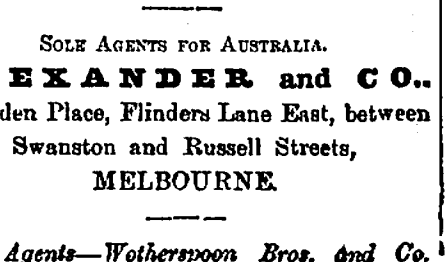 SOLE AGENTS FOR AUSTRALIA.
EXANDER and CO..
den Place, Flinders Lane East, between
Swanston and Russell Streets,
MELBOURNE.
Agents—Wotherspoon Bros. and Co.